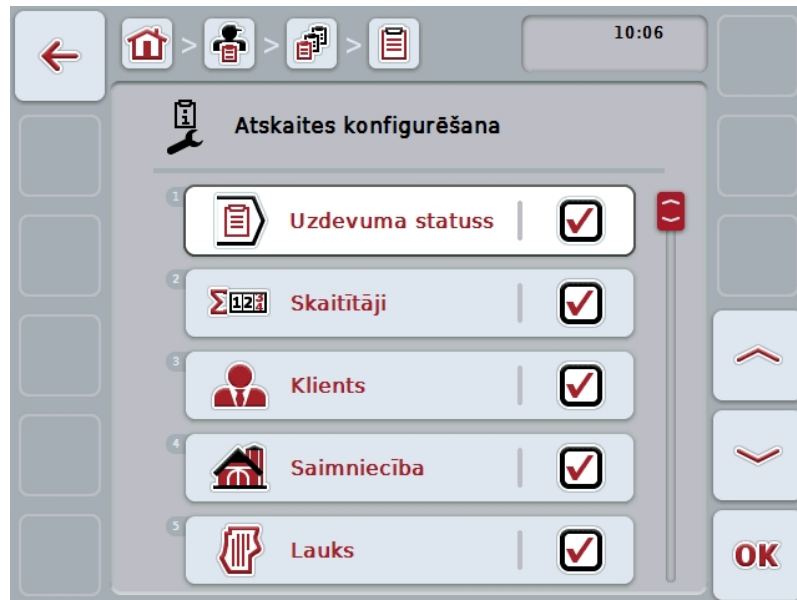 > > >
10:06
Atskaites konfigurēšana
1
Uzdevuma statuss
2
Skaitītāji
3
Klients
4
Saimniecība
5
Lauks
OK